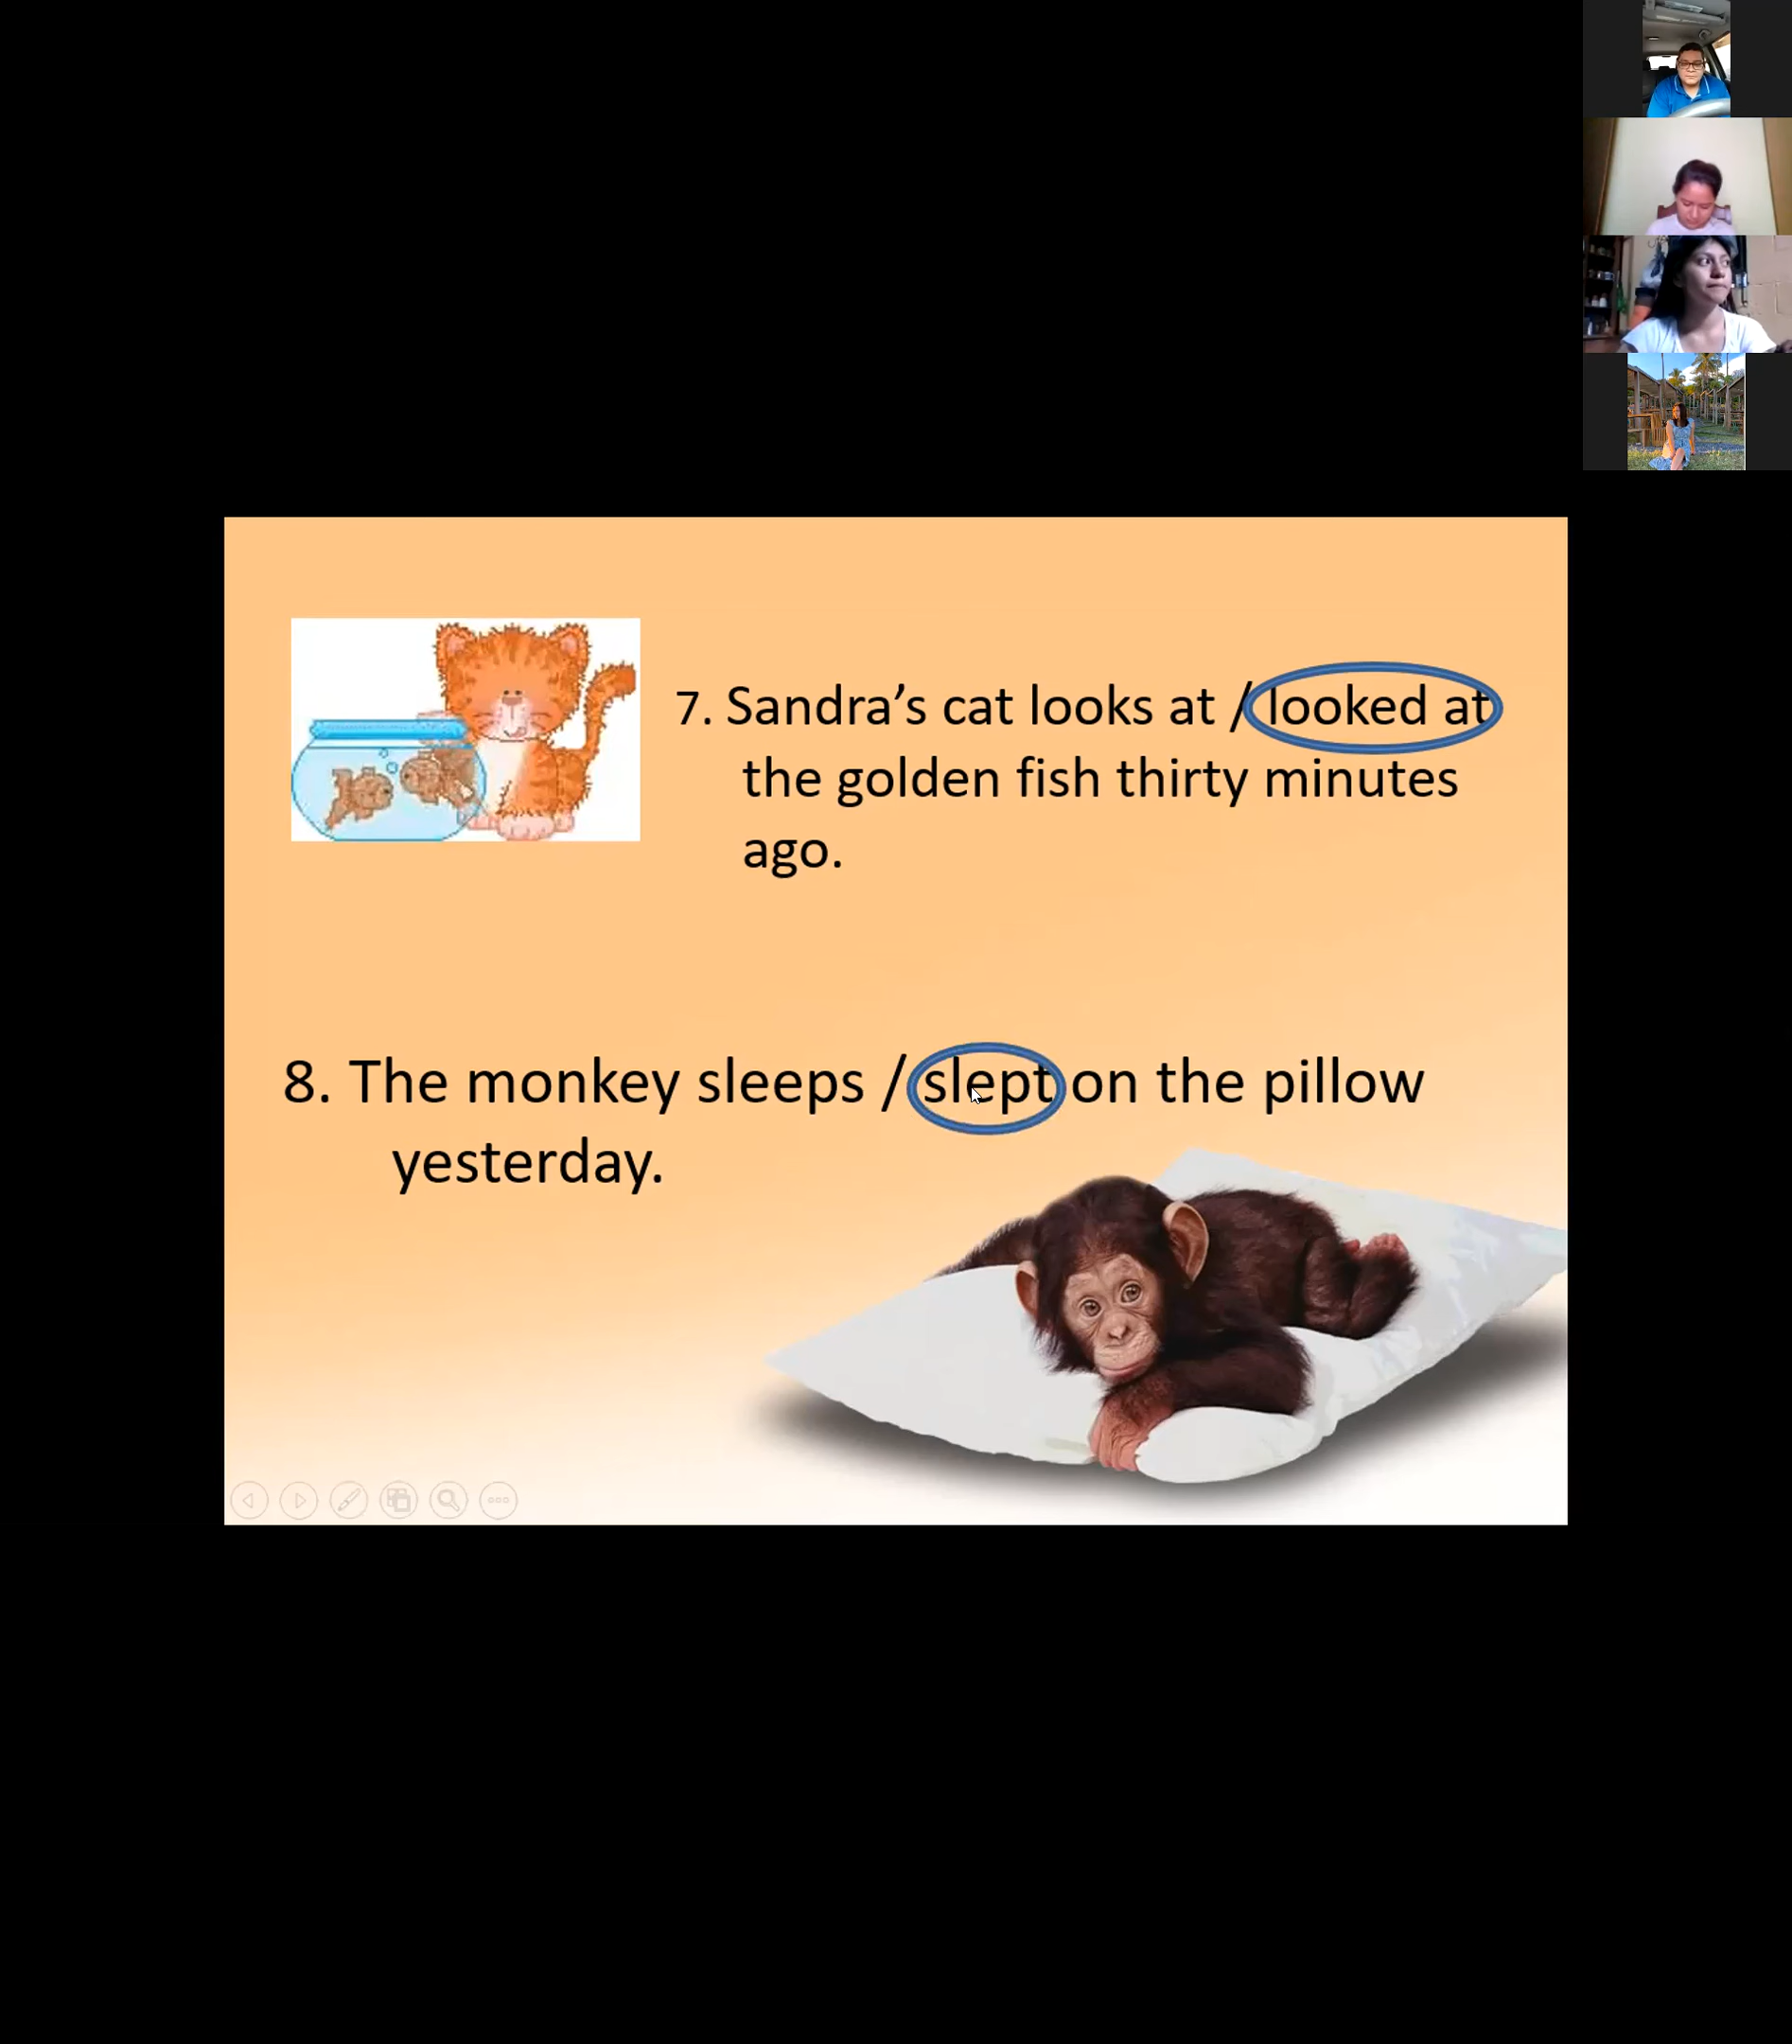 7. Sandra’s cat looks at / looked at
the golden fish thirty minutes
ago.
8. The monkey sleeps / slept on the pillow
yesterday.